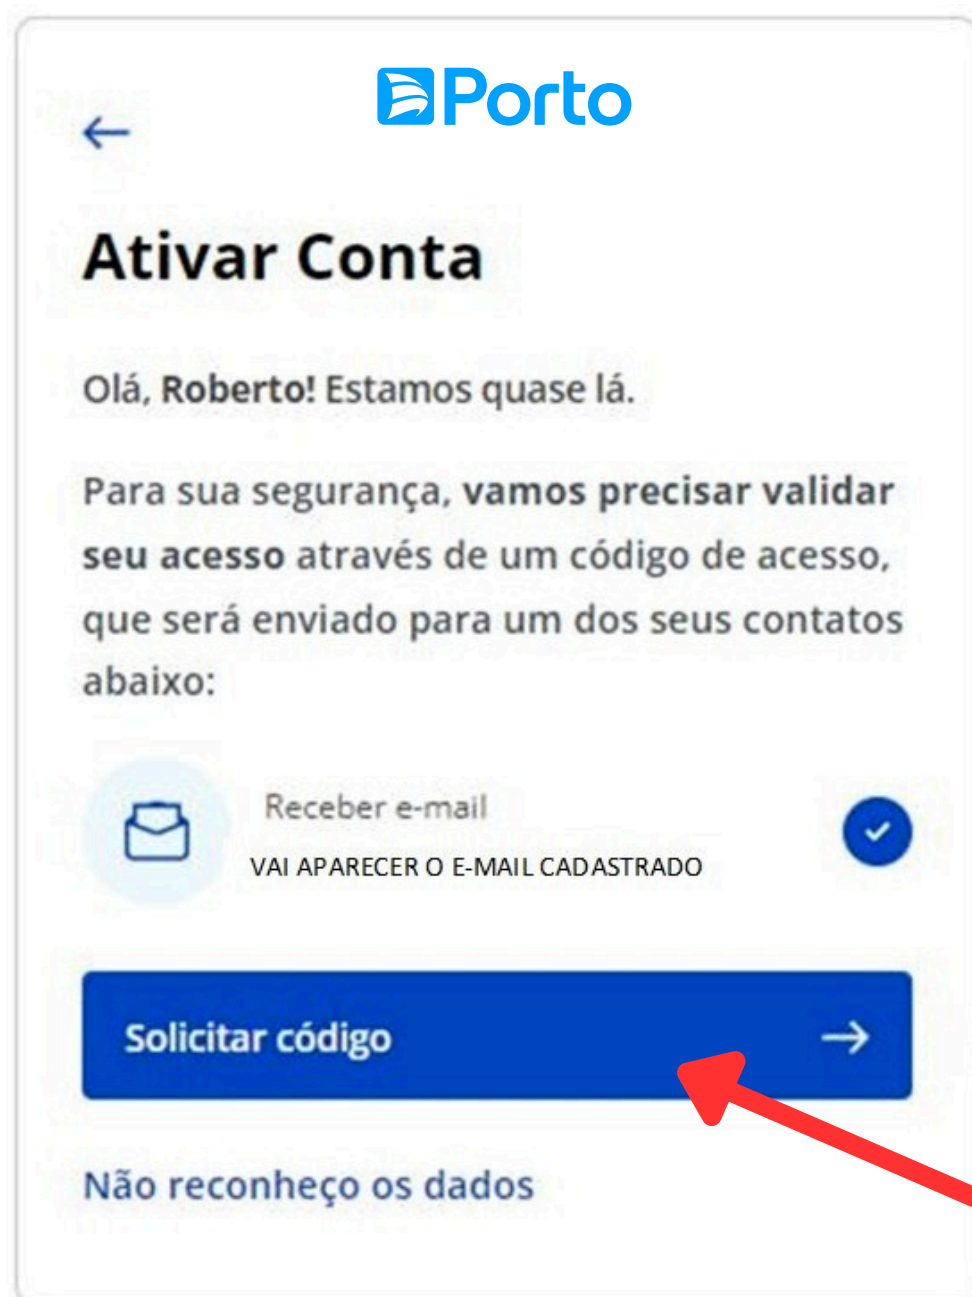 Porto
Ativar Conta
Olá, Roberto! Estamos quase lá.
Para sua segurança, vamos precisar validar
seu acesso através de um código de acesso,
que será enviado para um dos seus contatos
abaixo:
Receber e-mail
VAI APARECER O E-MAIL CADASTRADO
Solicitar código
Não reconheço os dados